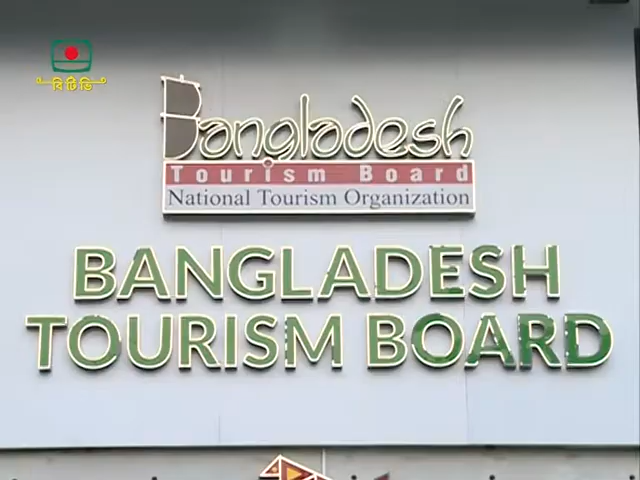 বিটিভি
Bangladesh
Tourism Board
National Tourism Organization
BANGLADESH
TOURISM BOARD